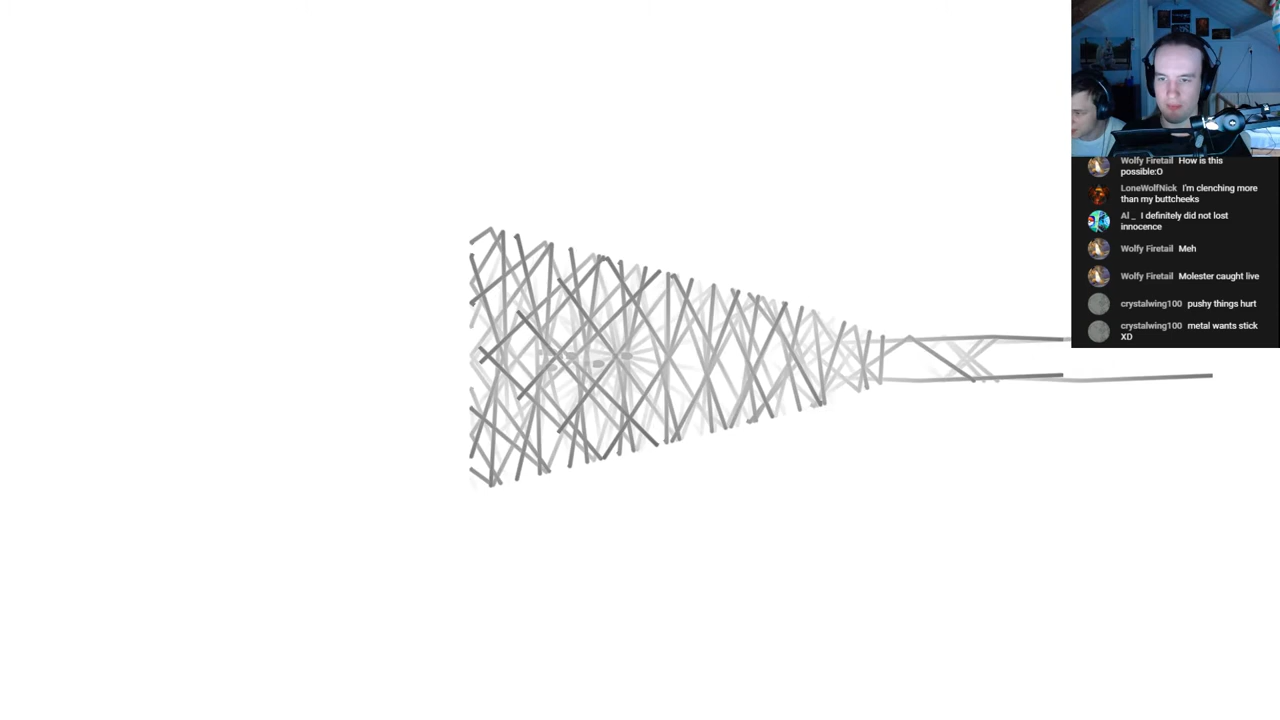 Wolfy Firetail How is this
possible:O
LoneWolfNick I'm clenching more
than my buttcheeks
Al _ I definitely did not lost
innocence
Wolfy Firetail Meh
Wolfy Firetail Molester caught live
crystalwing100 pushy things hurt
crystalwing100 metal wants stick
XD